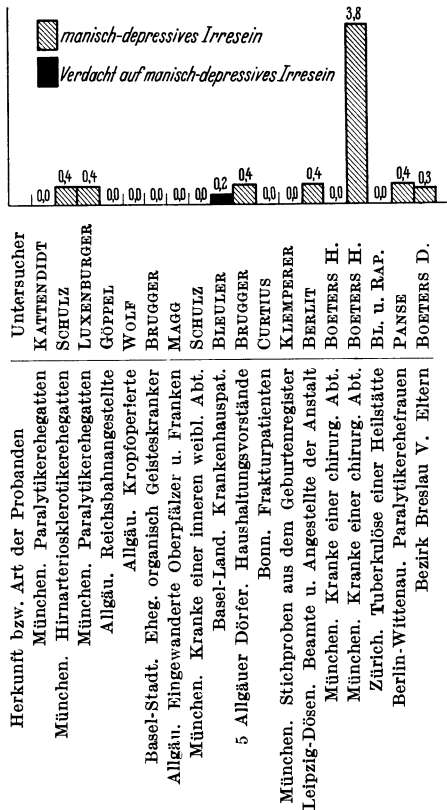 3,8
manisch-depressives Irresein
Verdacht auf manisch-depressives Irresein
0,0 0,4 0,4 0,0 0,0 0,0 0,0 0,0 0,2 0,4 0,0 0,0 0,4 0,0 0,0 0,4 0,3
Herkunft bzw. Art der Probanden Untersucher
München. Paralytikerehegatten KATTENDIDT
München. Hirnarteriosklerotikerehegatten SCHULZ
München. Paralytikerehegatten LUXENBURGER
Allgäu. Reichsbahnangestellte GÖPPEL
Allgäu. Kropfoperierte WOLF
Basel-Stadt. Eheg. organisch Geisteskranker BRUGGER
Allgäu. Eingewanderte Oberpfälzer u. Franken MAGG
München. Kranke einer inneren weibl. Abt. SCHULZ
Basel-Land. Krankenhauspat. BLEULER
5 Allgäuer Dörfer. Haushaltungsvorstände BRUGGER
Bonn. Frakturpatienten CURTIUS
München. Stichproben aus dem Geburtenregister KLEMPERER
Leipzig-Dösen. Beamte u. Angestellte der Anstalt BERLIT
München. Kranke einer chirurg. Abt. BOETERS H.
München. Kranke einer chirurg. Abt. BOETERS H.
Zürich. Tuberkulöse einer Heilstätte BL. u. RAP.
Berlin-Wittenau. Paralytikerehefrauen PANSE
Bezirk Breslau V. Eltern BOETERS D.